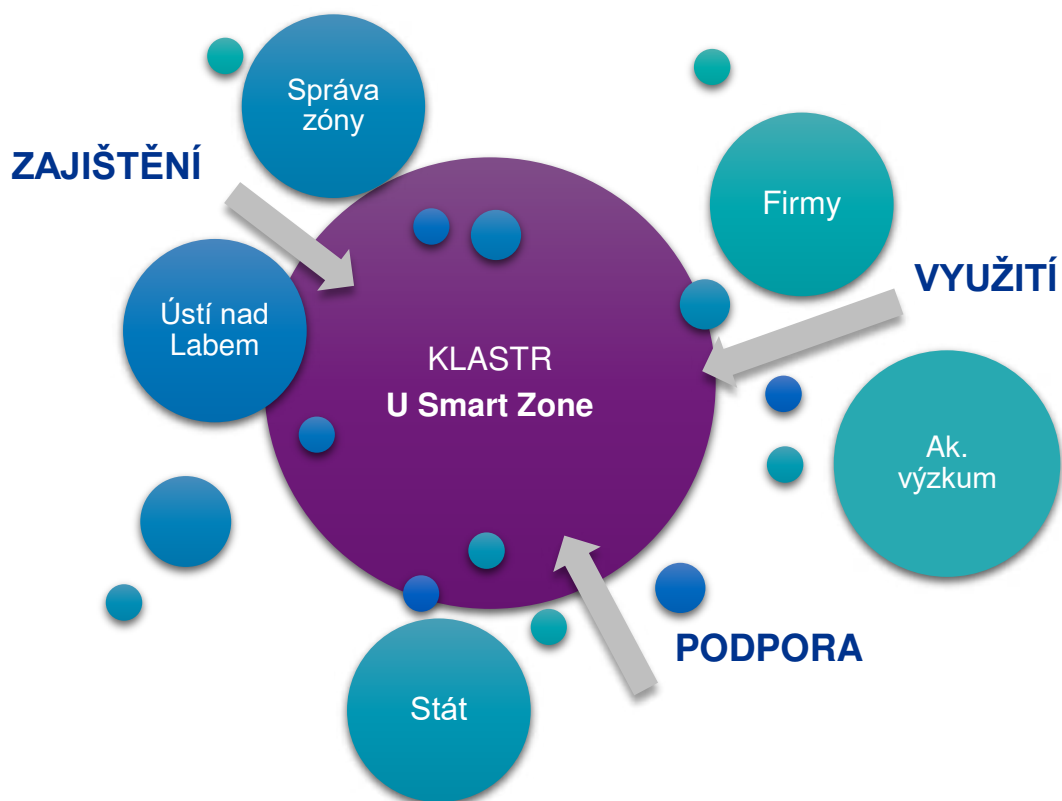 Správa
zóny
ZAJIŠTĚNÍ
Firmy
VYUŽITÍ
Ústí nad
Labem
KLASTR
U Smart Zone
Ak.
výzkum
PODPORA
Stát